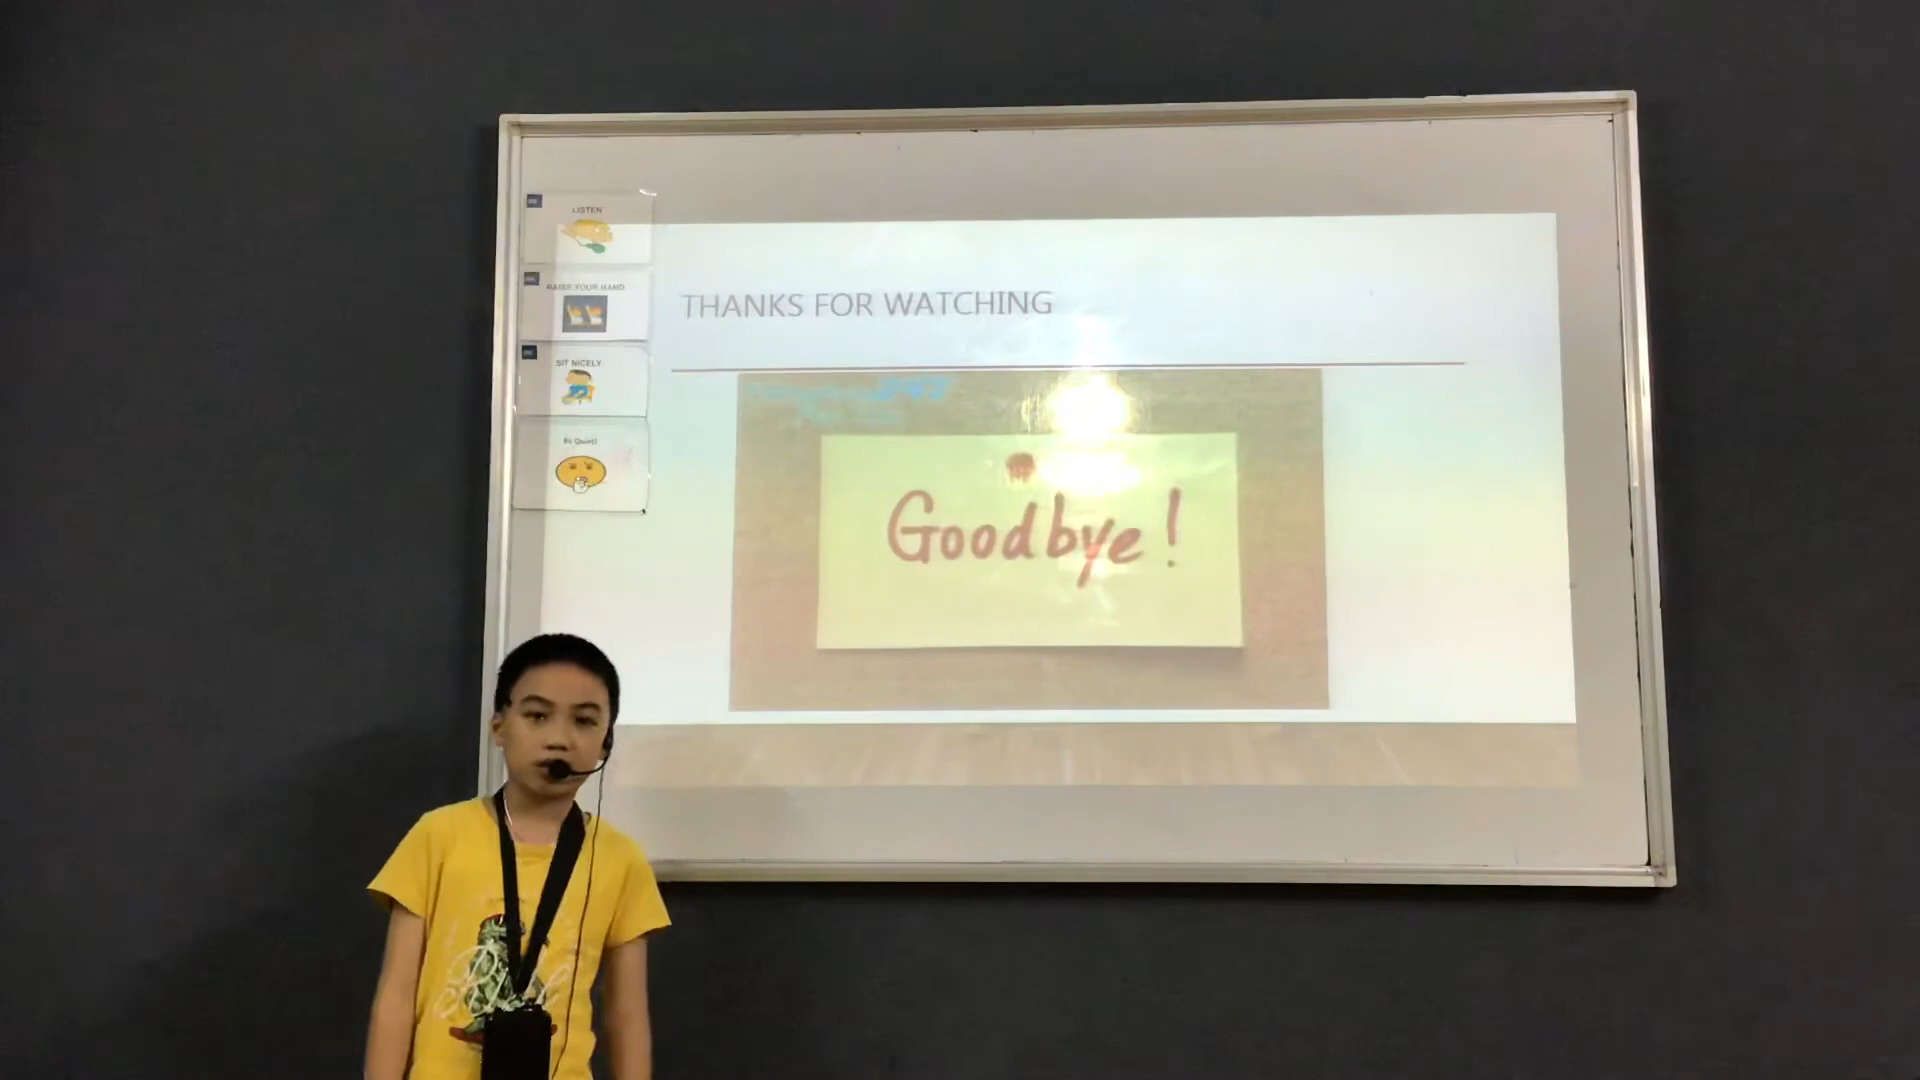 LISTEN
RAISE YOUR HAND
SIT NICELY
Be Quiet!
THANKS FOR WATCHING
Goodbye!